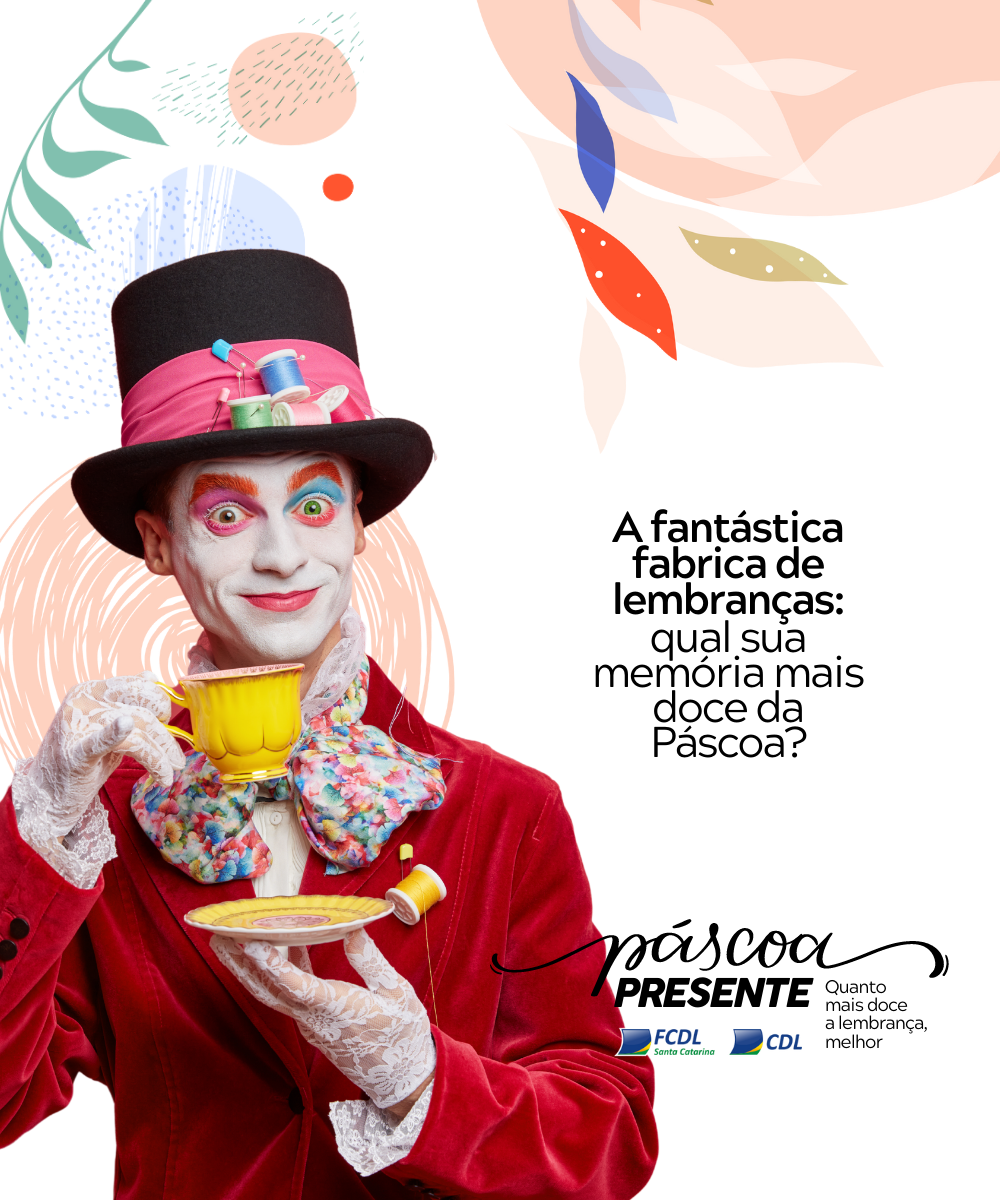 A fantástica
fabrica de
lembranças:
qual sua
memória mais
doce da
Páscoa?
páscoa
PRESENTE
Quanto
mais doce
a lembrança,
melhor
FCDL
Santa Catarina
CDL